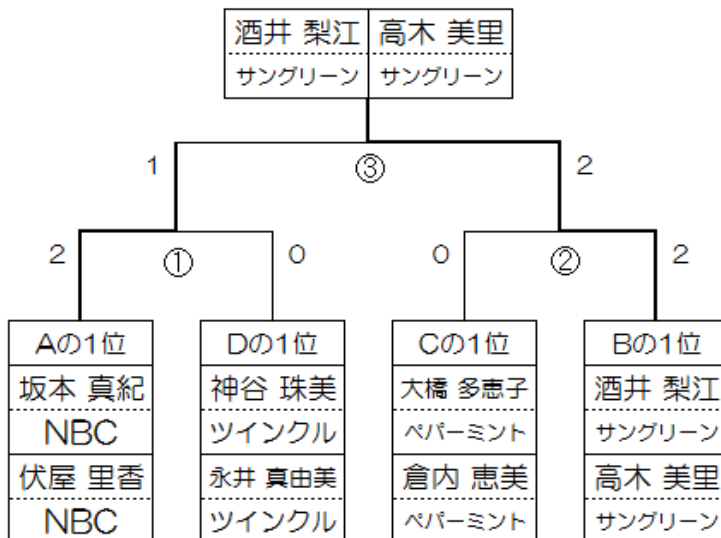 酒井 梨江 高木 美里
サングリーン サングリーン
1 ③ 2
2 ① 0 0 ② 2
Aの1位 Dの1位 Cの1位 Bの1位
坂本 真紀 神谷 珠美 大橋 多恵子 酒井 梨江
NBC ツインクル ペパーミント サングリーン
伏屋 里香 永井 真由美 倉内 恵美 高木 美里
NBC ツインクル ペパーミント サングリーン